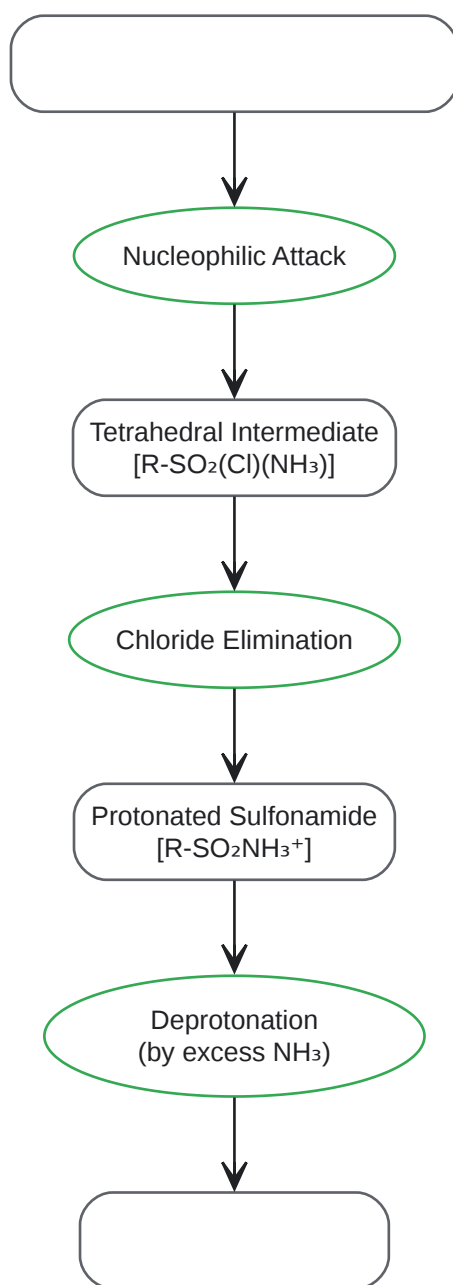 Nucleophilic Attack
Tetrahedral Intermediate
[R-SO₂(Cl)(NH₃)]
Chloride Elimination
Protonated Sulfonamide
[R-SO₂NH₃⁺]
Deprotonation
(by excess NH₃)